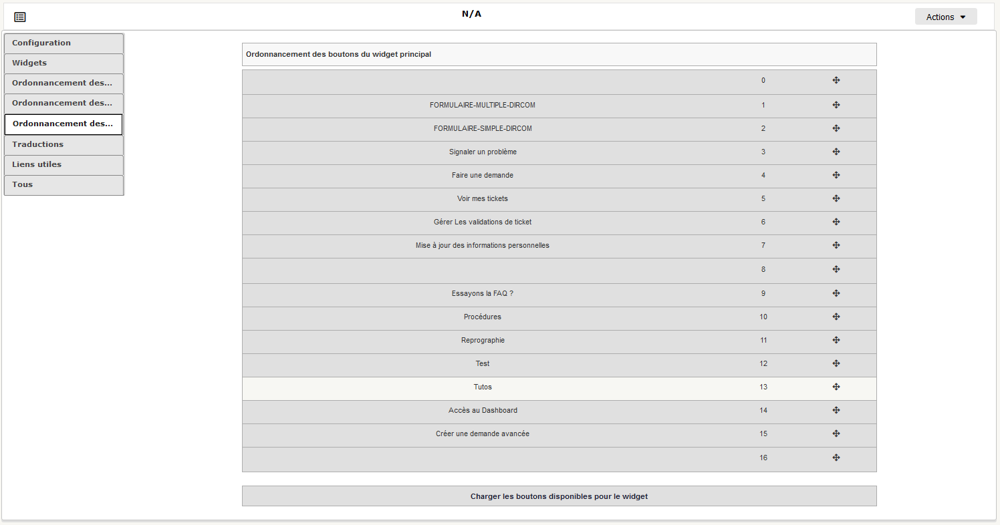 N/A
Actions
Configuration
Widgets
Ordonnancement des...
Ordonnancement des...
Ordonnancement des...
Traductions
Liens utiles
Tous
Ordonnancement des boutons du widget principal
0
FORMULAIRE-MULTIPLE-DIRCOM 1
FORMULAIRE-SIMPLE-DIRCOM 2
Signaler un problème 3
Faire une demande 4
Voir mes tickets 5
Gérer Les validations de ticket 6
Mise à jour des informations personnelles 7
8
Essayons la FAQ ? 9
Procédures 10
Reprographie 11
Test 12
Tutos 13
Accès au Dashboard 14
Créer une demande avancée 15
16
Charger les boutons disponibles pour le widget